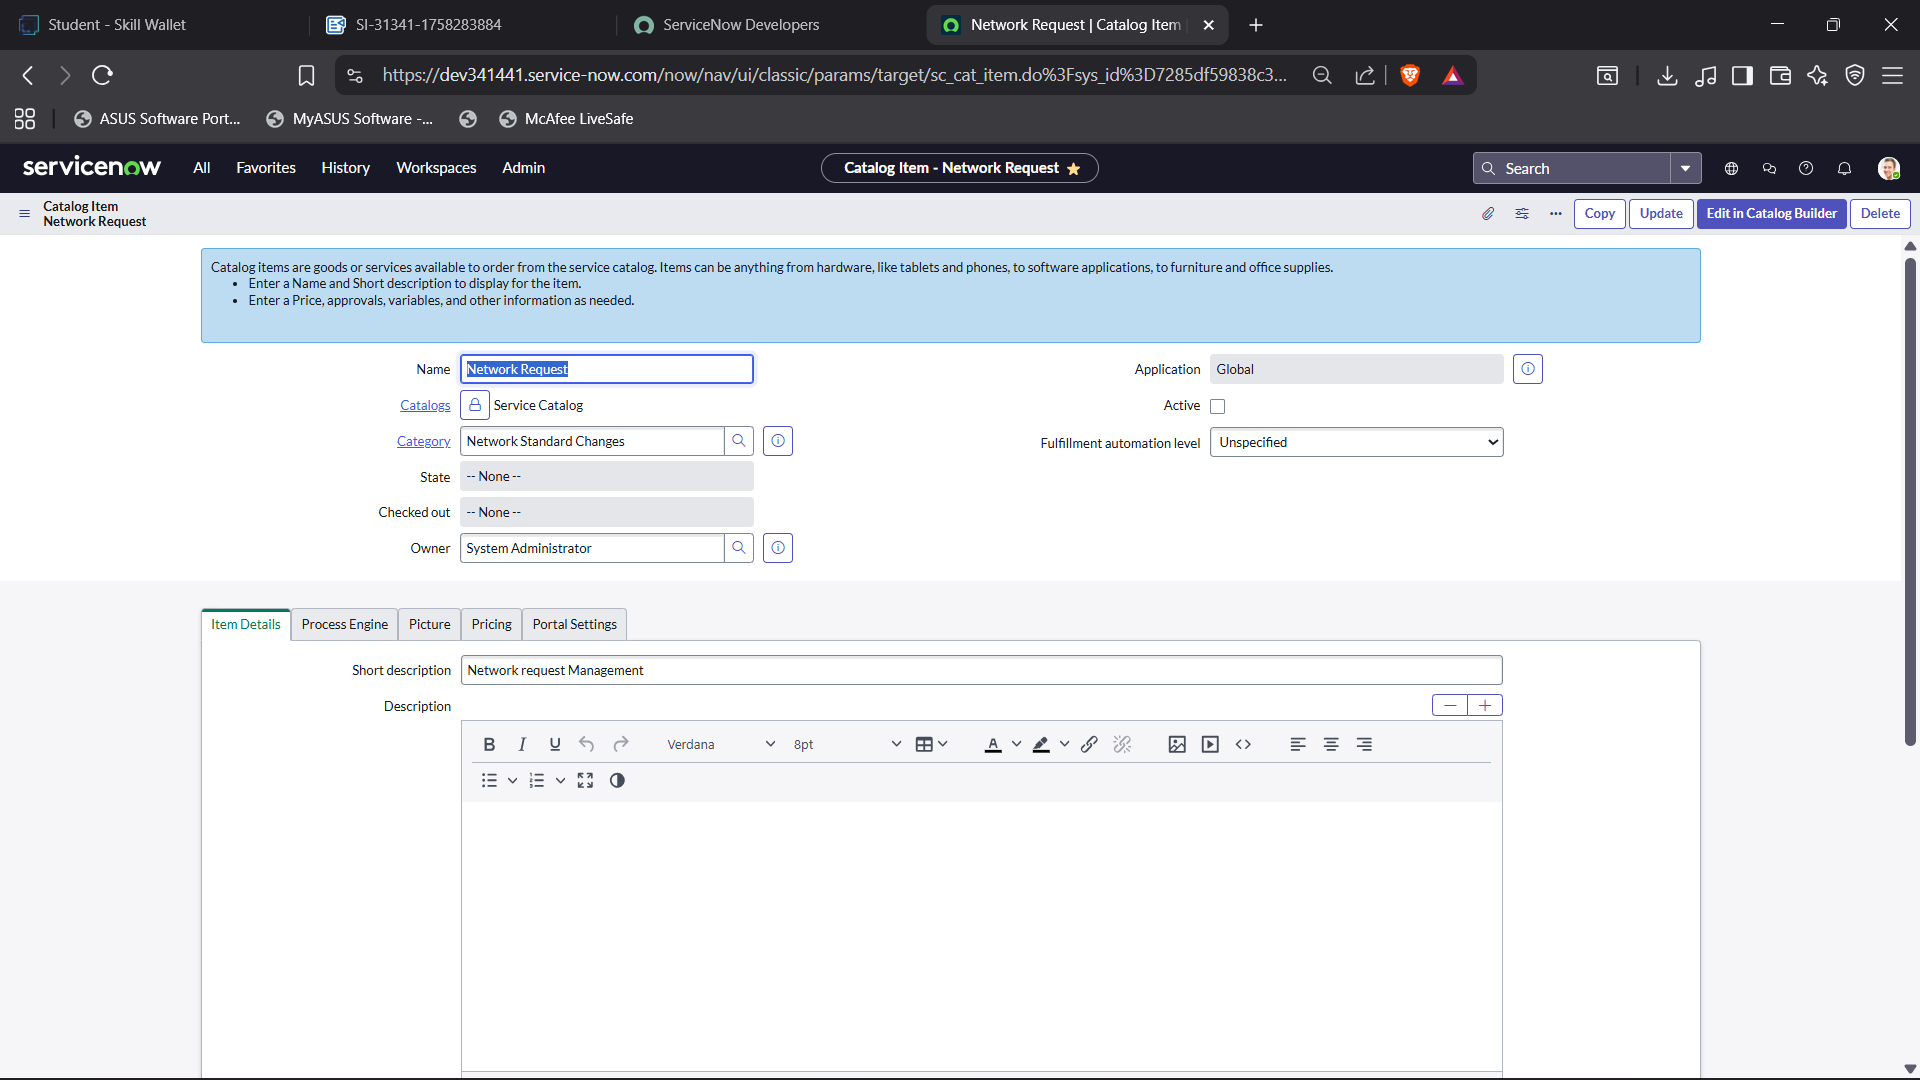 Student - Skill Wallet
SI-31341-1758283884
ServiceNow Developers
Network Request | Catalog Item
https://dev341441.service-now.com/now/nav/ui/classic/params/target/sc_cat_item.do%3Fsys_id%3D7285df59838c3...
ASUS Software Port...
MyASUS Software -...
McAfee LiveSafe
servicenow
All
Favorites
History
Workspaces
Admin
Catalog Item - Network Request
Search
Catalog Item
Network Request
Copy
Update
Edit in Catalog Builder
Delete
Catalog items are goods or services available to order from the service catalog. Items can be anything from hardware, like tablets and phones, to software applications, to furniture and office supplies.
• Enter a Name and Short description to display for the item.
• Enter a Price, approvals, variables, and other information as needed.
Name
Network Request
Application
Global
Catalogs
Service Catalog
Active
Category
Network Standard Changes
Fulfillment automation level
Unspecified
State
-- None --
Checked out
-- None --
Owner
System Administrator
Item Details
Process Engine
Picture
Pricing
Portal Settings
Short description
Network request Management
Description
Verdana
8pt